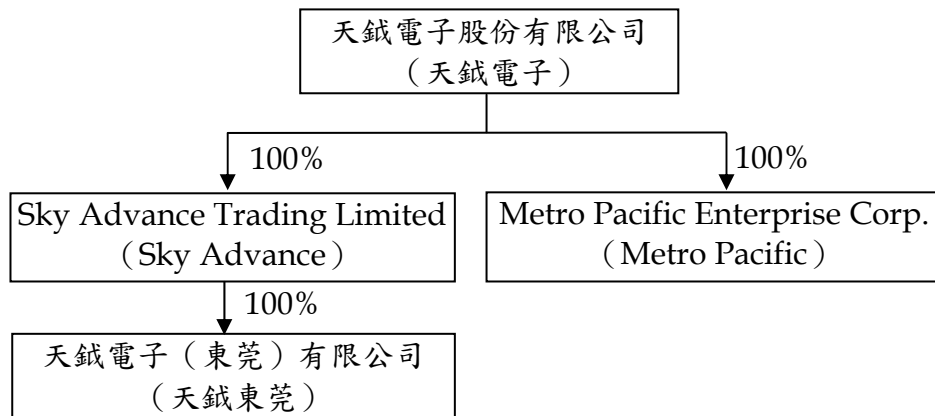 天鉞電子股份有限公司
（天鉞電子）
100%
100%
Sky Advance Trading Limited
（Sky Advance）
Metro Pacific Enterprise Corp.
（Metro Pacific）
100%
天鉞電子（東莞）有限公司
（天鉞東莞）